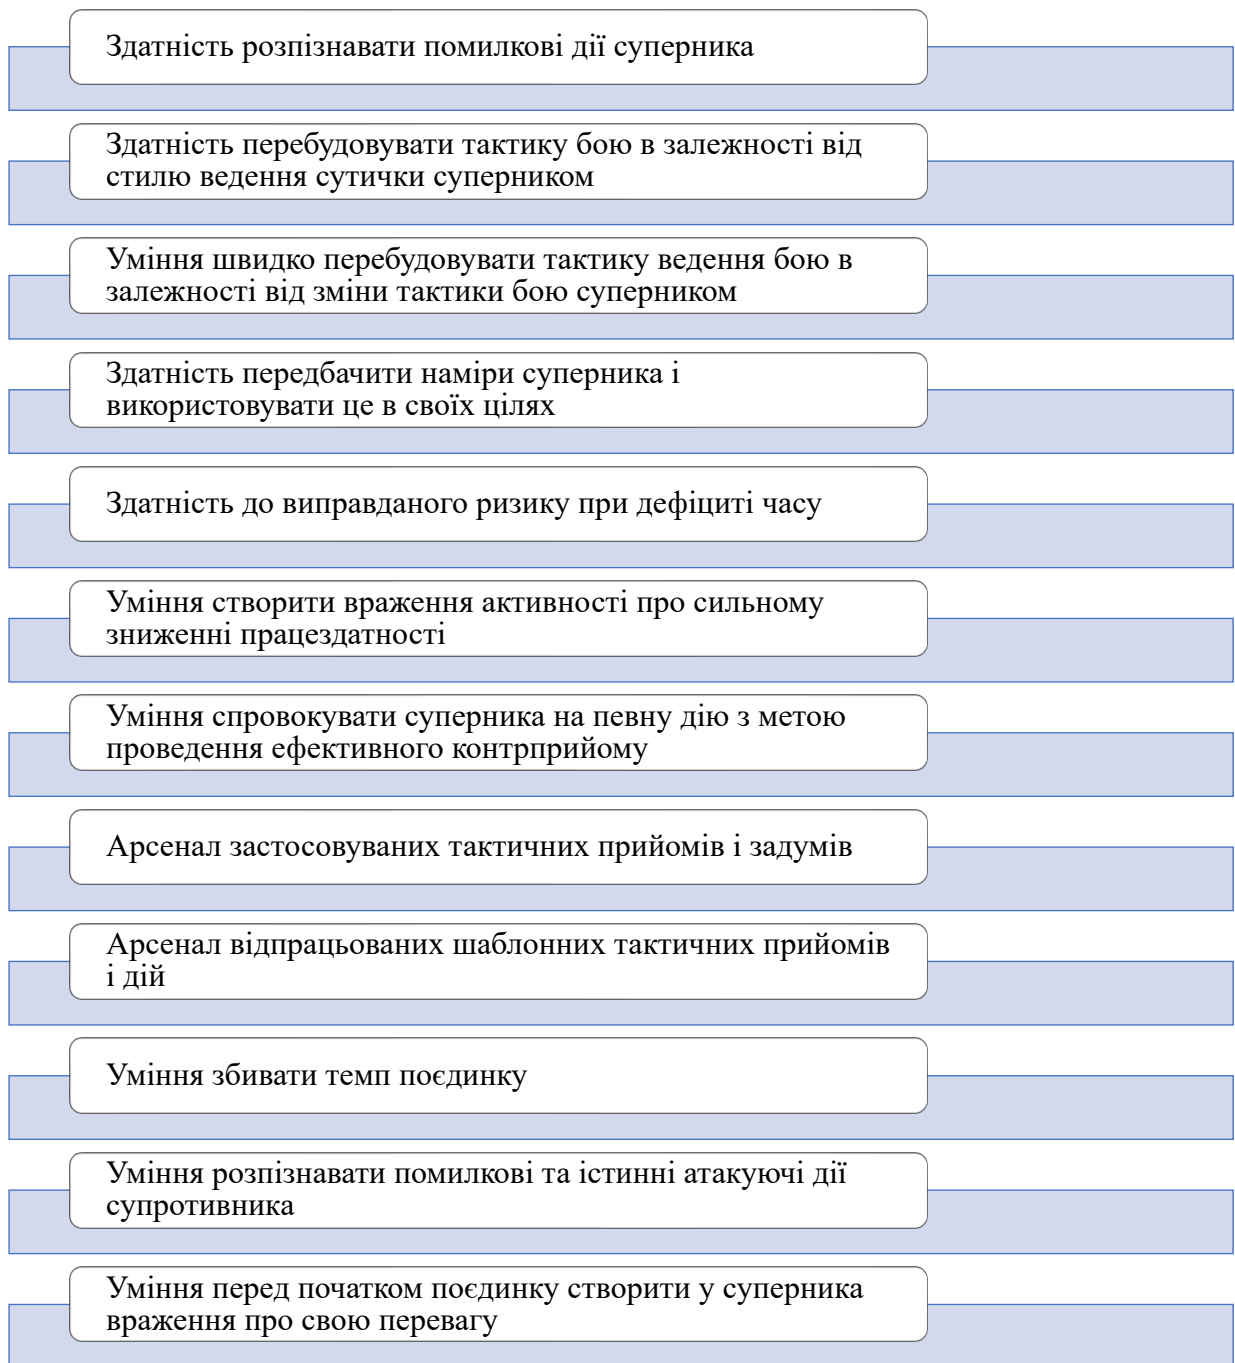 Здатність розпізнавати помилкові дії суперника
Здатність перебудовувати тактику бою в залежності від
стилю ведення сутички суперником
Уміння швидко перебудовувати тактику ведення бою в
залежності від зміни тактики бою суперником
Здатність передбачити наміри суперника і
використовувати це в своїх цілях
Здатність до виправданого ризику при дефіциті часу
Уміння створити враження активності про сильному
зниженні працездатності
Уміння спровокувати суперника на певну дію з метою
проведення ефективного контрприйому
Арсенал застосовуваних тактичних прийомів і задумів
Арсенал відпрацьованих шаблонних тактичних прийомів
і дій
Уміння збивати темп поєдинку
Уміння розпізнавати помилкові та істинні атакуючі дії
супротивника
Уміння перед початком поєдинку створити у суперника
враження про свою перевагу